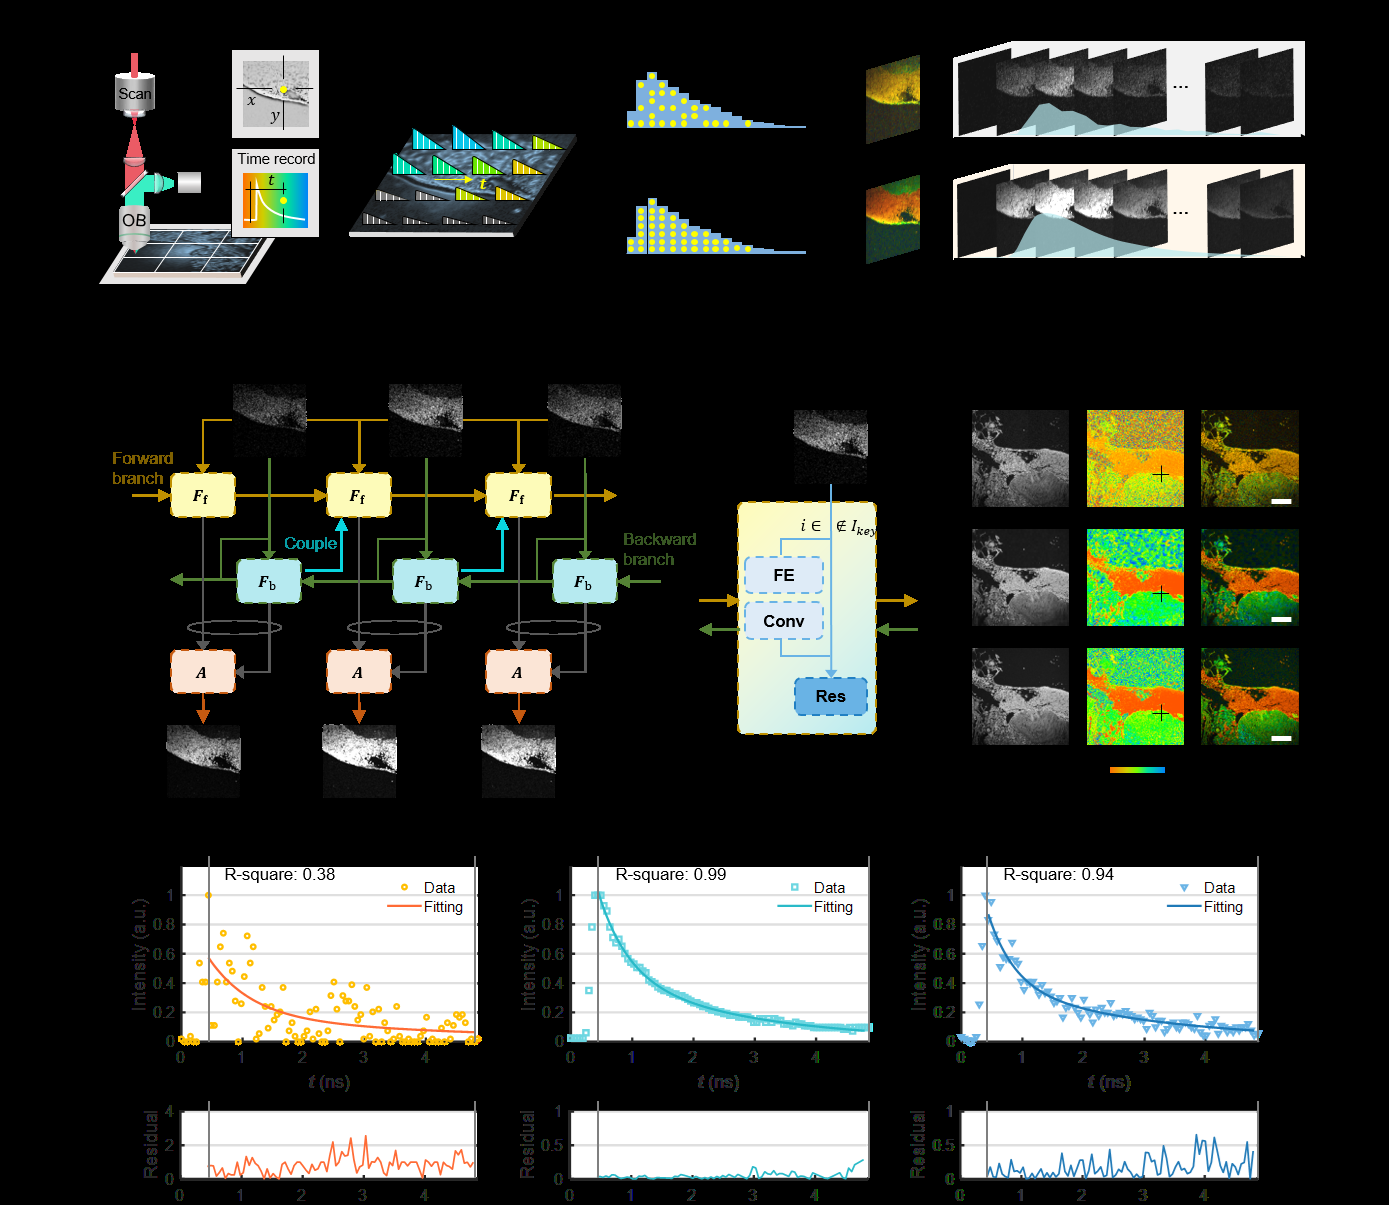 Scan
x
y
Time record
t
OB
t
...
...
Forward
branch
F_f
F_f
F_f
Couple
Backward
branch
F_b
F_b
F_b
A
A
A
i ∈
∉ I_key
FE
Conv
Res
R-square: 0.38
Data
Fitting
Intensity (a.u.)
1
0.8
0.6
0.4
0.2
0
0 1 2 3 4
t (ns)
Residual
4
2
0
0 1 2 3 4
R-square: 0.99
Data
Fitting
Intensity (a.u.)
1
0.8
0.6
0.4
0.2
0
0 1 2 3 4
t (ns)
Residual
1
0.5
0
0 1 2 3 4
R-square: 0.94
Data
Fitting
Intensity (a.u.)
1
0.8
0.6
0.4
0.2
0
0 1 2 3 4
t (ns)
Residual
1
0.5
0
0 1 2 3 4